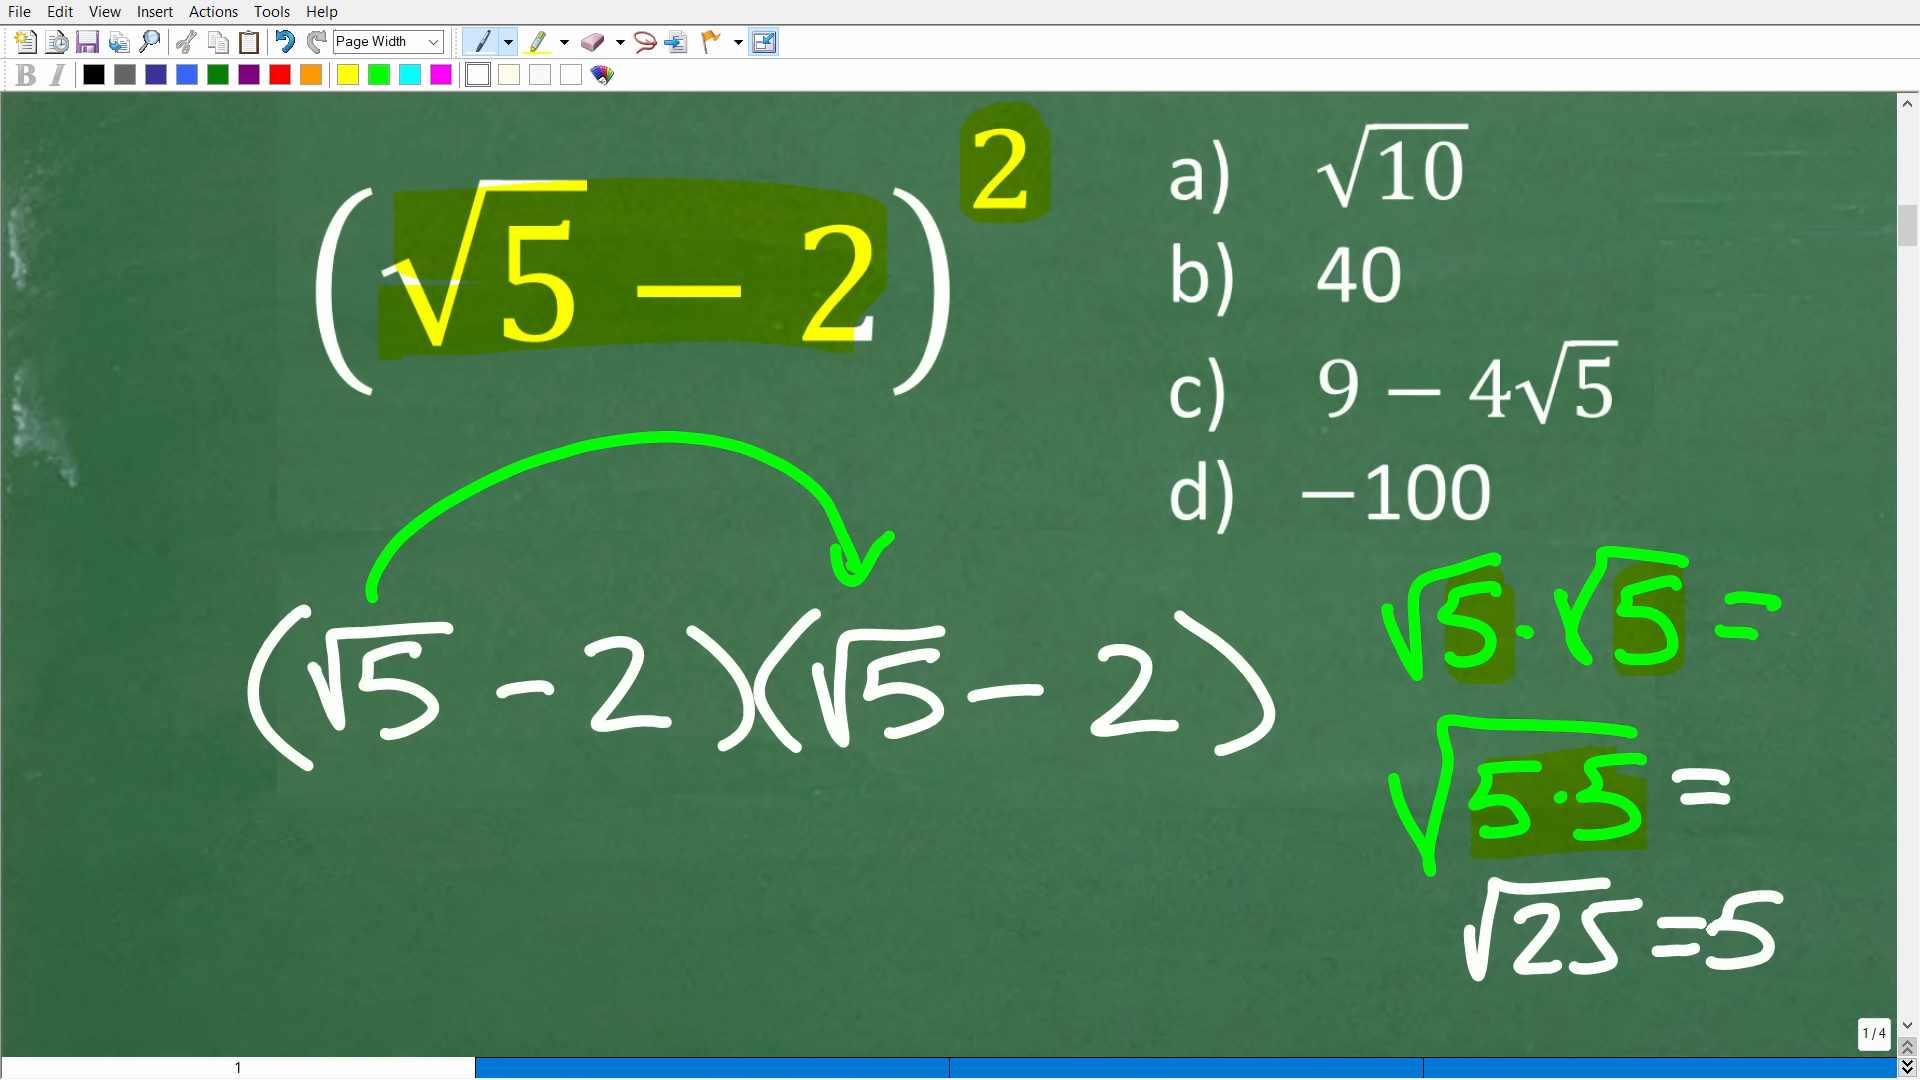 File Edit View Insert Actions Tools Help
Page Width
B I
(√5 − 2)²
a) √10
b) 40
c) 9 − 4√5
d) −100
(√5 − 2)(√5 − 2)
√5 · √5 =
√5·5 =
√25 = 5
1 / 4
1